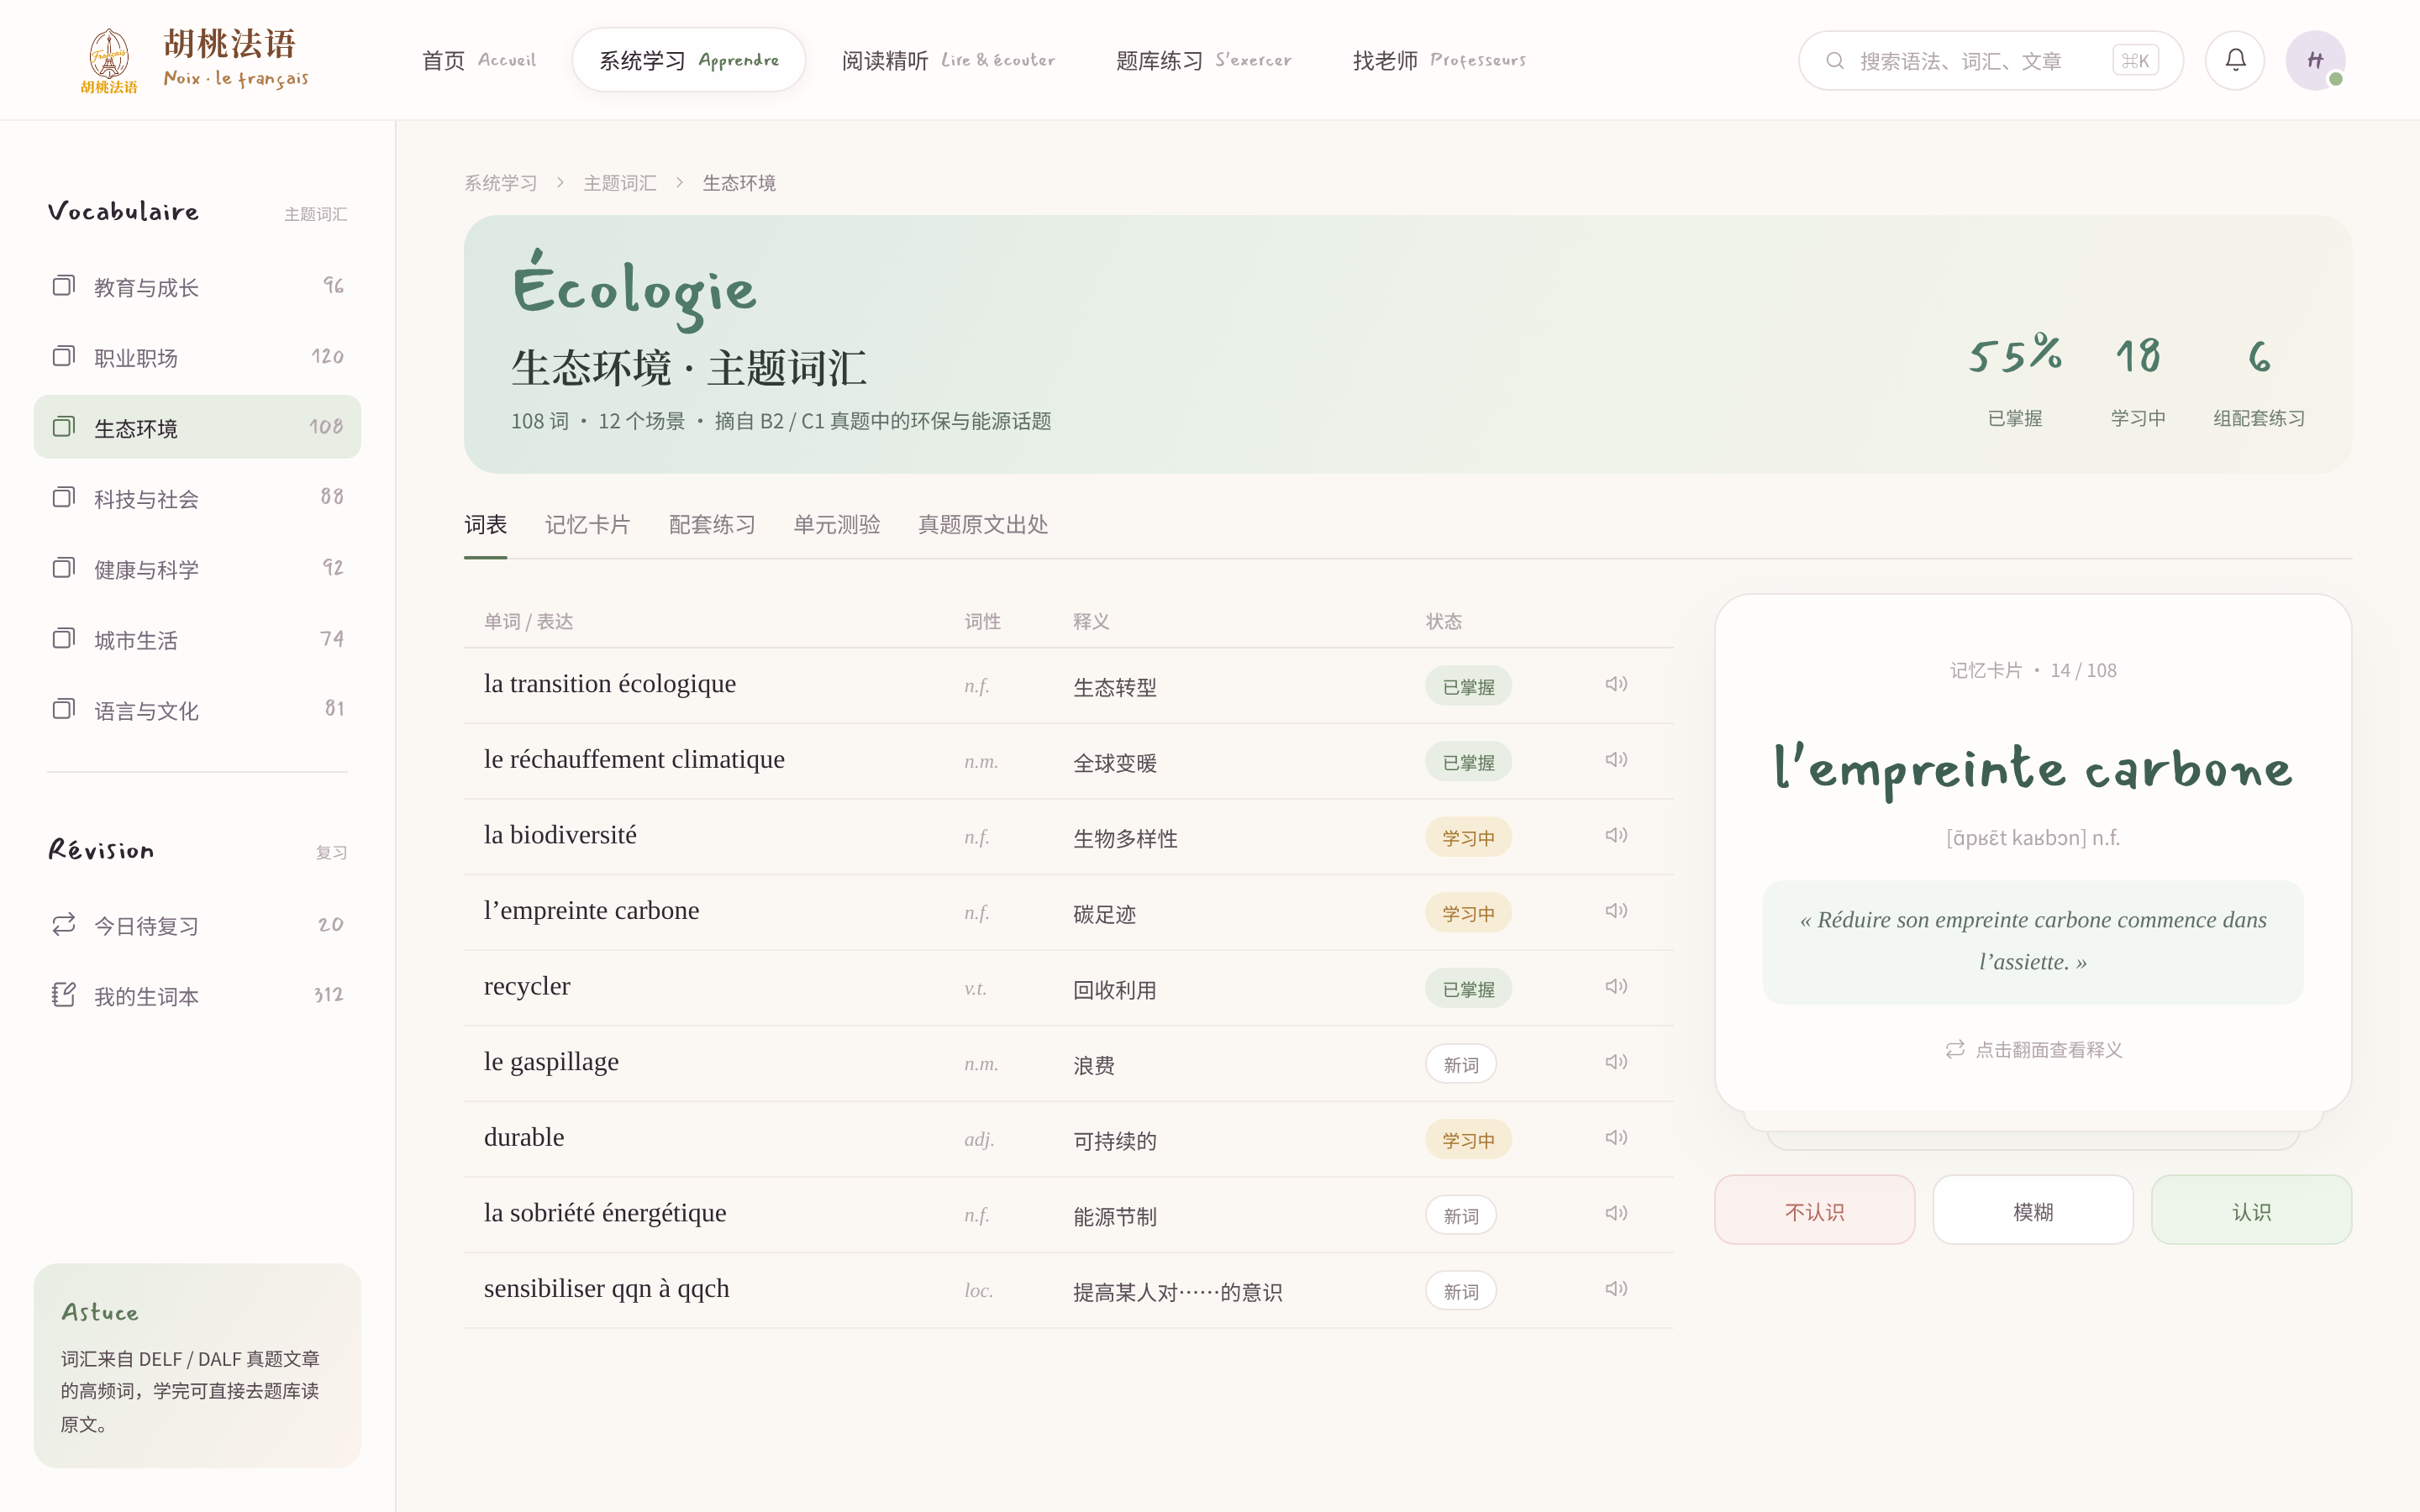 Français
胡桃法语
胡桃法语
Noix · le français
首页 Accueil
系统学习 Apprendre
阅读精听 Lire & écouter
题库练习 S'exercer
找老师 Professeurs
搜索语法、词汇、文章 ⌘K
H
Vocabulaire 主题词汇
教育与成长 96
职业职场 120
生态环境 108
科技与社会 88
健康与科学 92
城市生活 74
语言与文化 81
Révision 复习
今日待复习 20
我的生词本 312
Astuce
词汇来自 DELF / DALF 真题文章
的高频词，学完可直接去题库读
原文。
系统学习 > 主题词汇 > 生态环境
Écologie
生态环境 · 主题词汇
108 词 • 12 个场景 • 摘自 B2 / C1 真题中的环保与能源话题
55% 18 6
已掌握 学习中 组配套练习
词表 记忆卡片 配套练习 单元测验 真题原文出处
单词 / 表达 词性 释义 状态
la transition écologique n.f. 生态转型 已掌握
le réchauffement climatique n.m. 全球变暖 已掌握
la biodiversité n.f. 生物多样性 学习中
l’empreinte carbone n.f. 碳足迹 学习中
recycler v.t. 回收利用 已掌握
le gaspillage n.m. 浪费 新词
durable adj. 可持续的 学习中
la sobriété énergétique n.f. 能源节制 新词
sensibiliser qqn à qqch loc. 提高某人对……的意识 新词
记忆卡片 • 14 / 108
l’empreinte carbone
[ɑ̃pʁɛ̃t kaʁbɔn] n.f.
« Réduire son empreinte carbone commence dans
l’assiette. »
点击翻面查看释义
不认识 模糊 认识